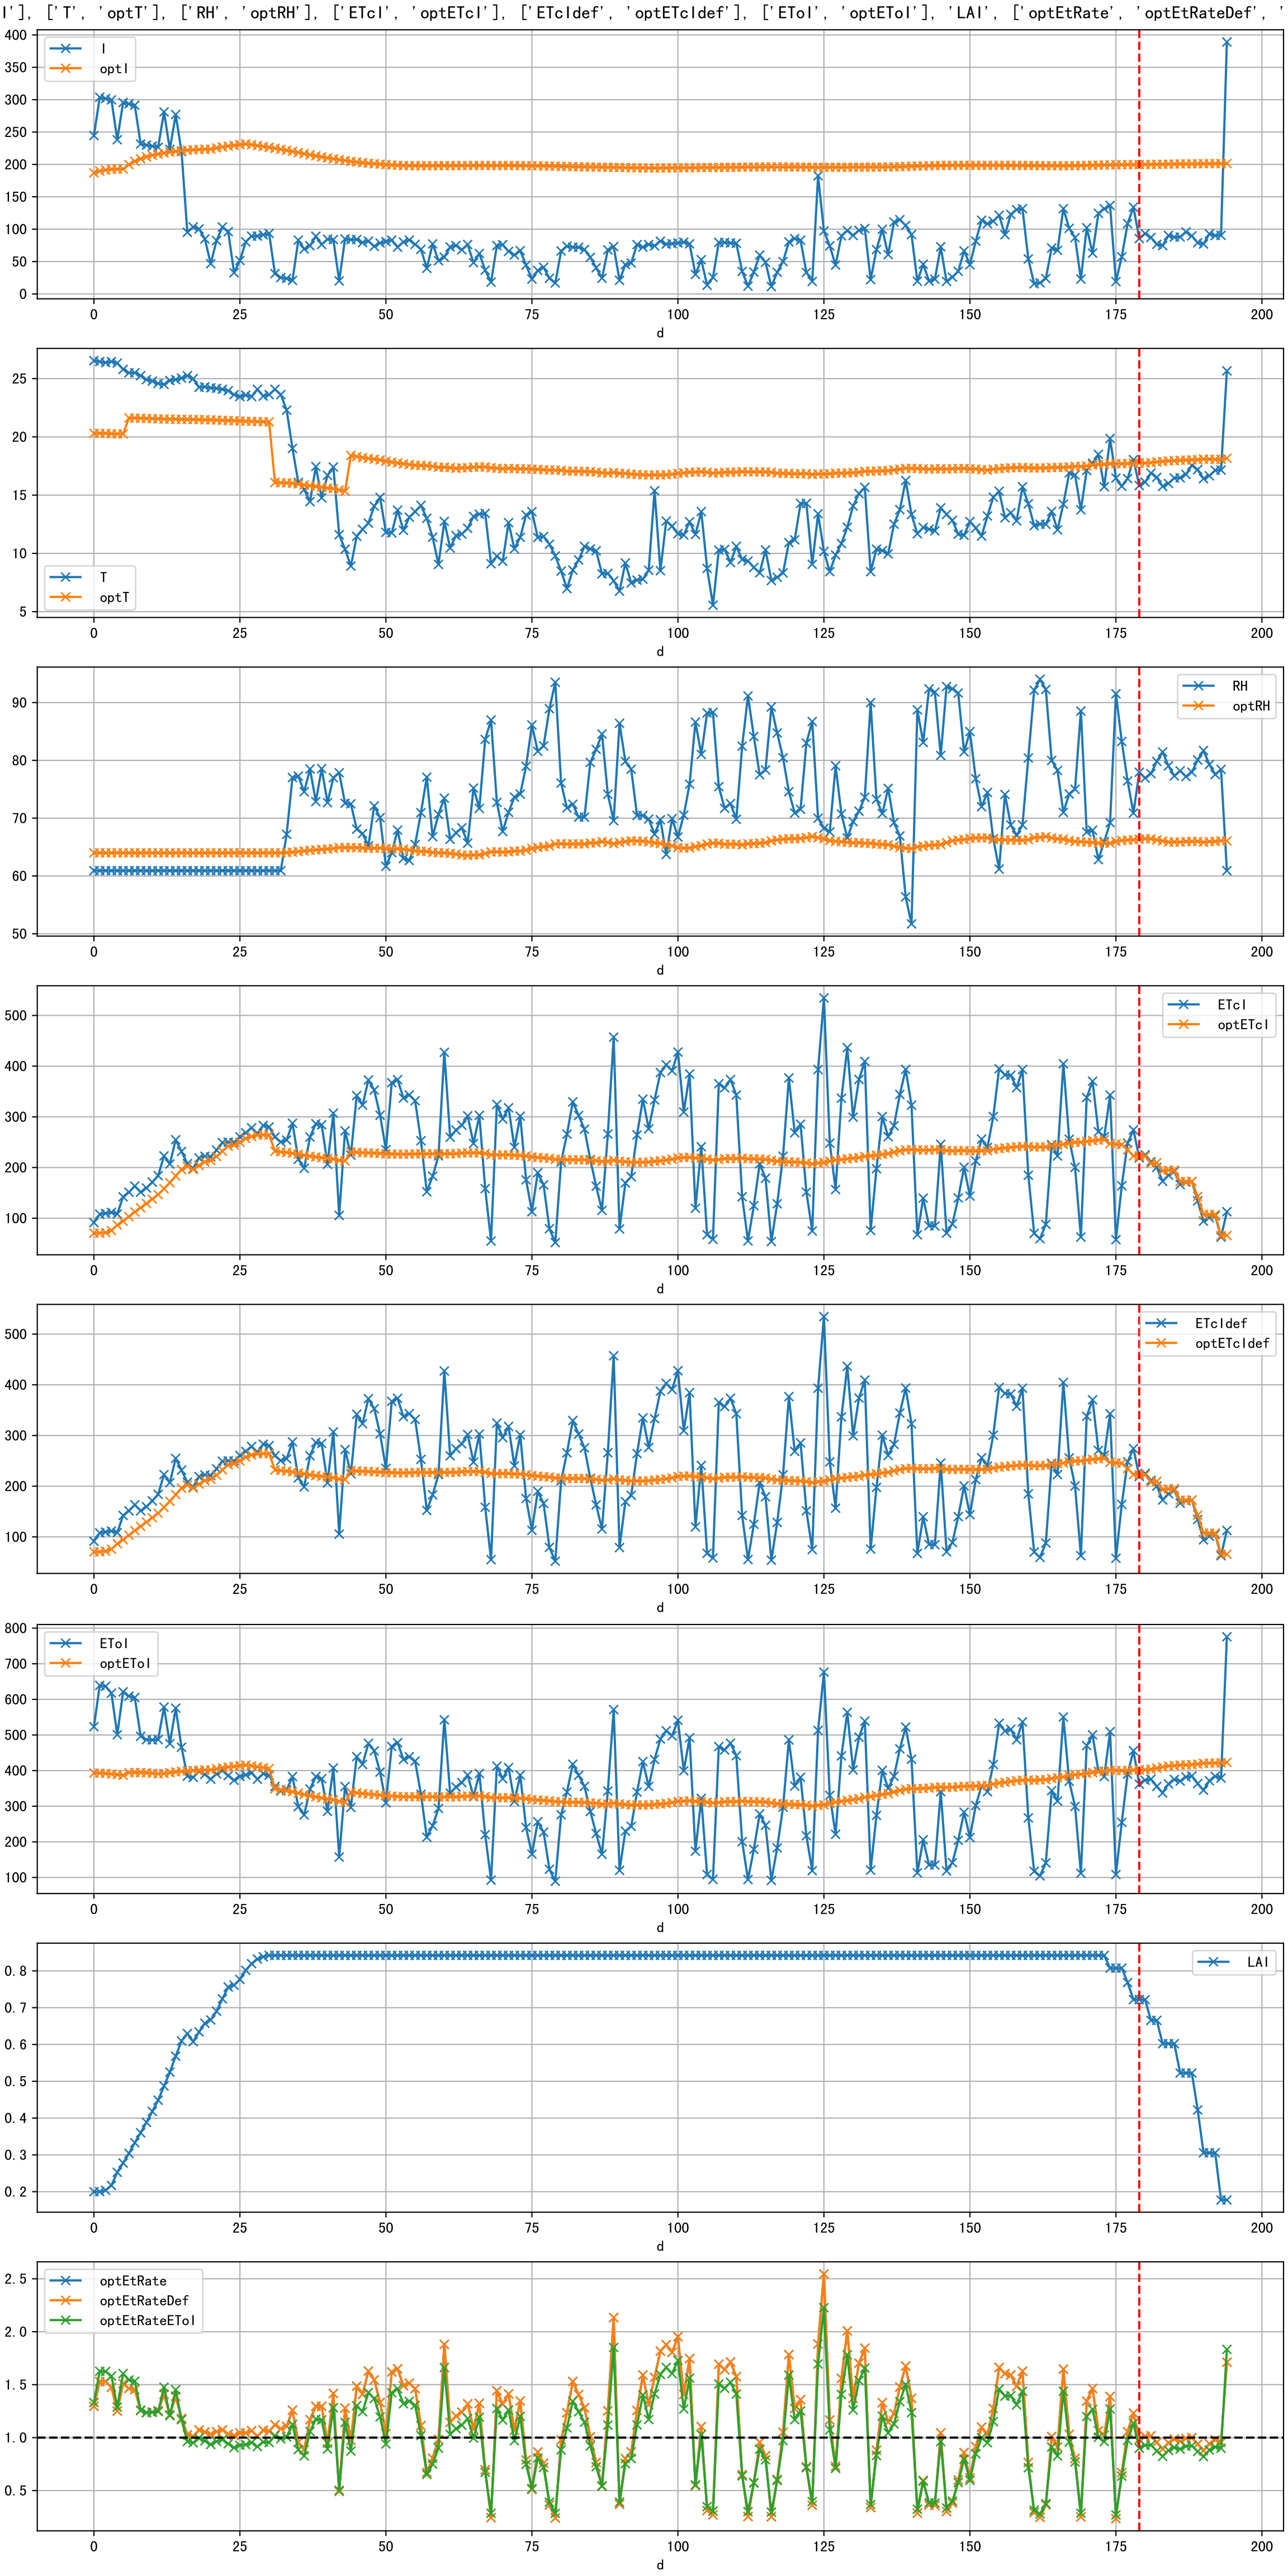 I'], ['T', 'optT'], ['RH', 'optRH'], ['ETcI', 'optETcI'], ['ETcIdef', 'optETcIdef'], ['EToI', 'optEToI'], 'LAI', ['optEtRate', 'optEtRateDef', '
400
350
300
250
200
150
100
50
0
I
optI
0 25 50 75 100 125 150 175 200
d
25
20
15
10
5
T
optT
0 25 50 75 100 125 150 175 200
d
90
80
70
60
50
RH
optRH
0 25 50 75 100 125 150 175 200
d
500
400
300
200
100
ETcI
optETcI
0 25 50 75 100 125 150 175 200
d
500
400
300
200
100
ETcIdef
optETcIdef
0 25 50 75 100 125 150 175 200
d
800
700
600
500
400
300
200
100
EToI
optEToI
0 25 50 75 100 125 150 175 200
d
0.8
0.7
0.6
0.5
0.4
0.3
0.2
LAI
0 25 50 75 100 125 150 175 200
d
2.5
2.0
1.5
1.0
0.5
optEtRate
optEtRateDef
optEtRateEToI
0 25 50 75 100 125 150 175 200
d